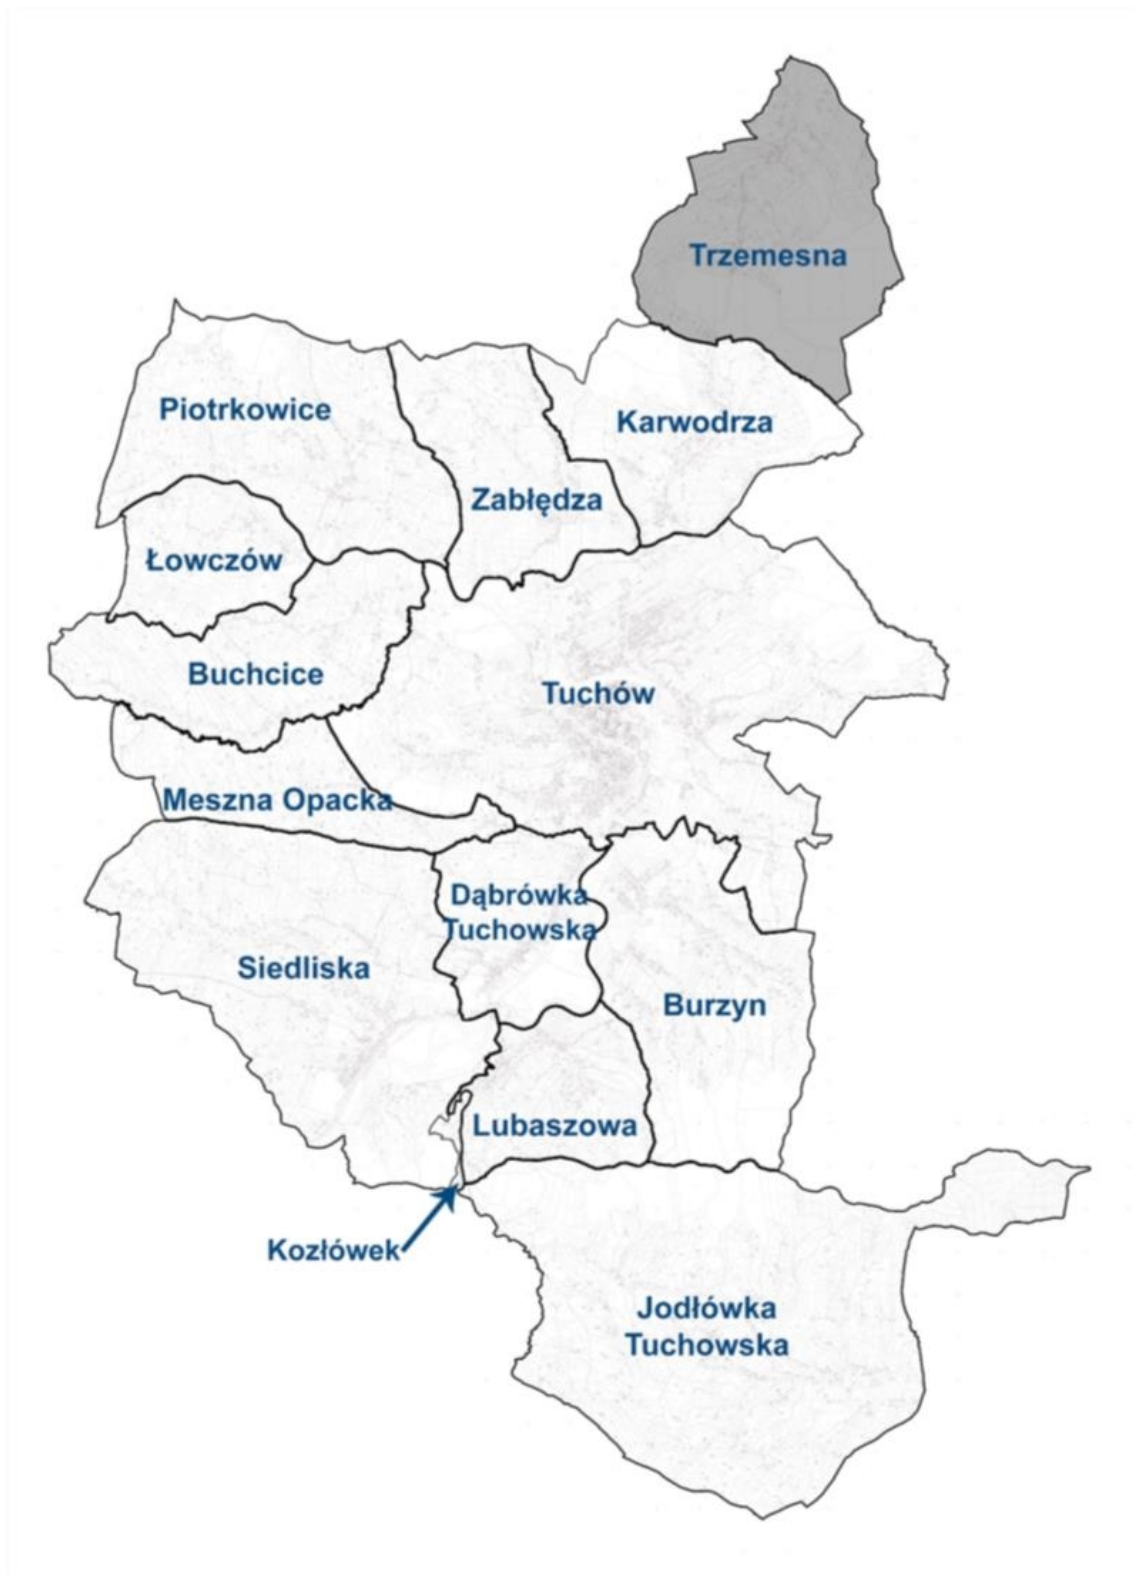 Trzemesna
Piotrkowice
Karwodrza
Zabłędza
Łowczów
Buchcice
Tuchów
Meszna Opacka
Dąbrówka
Tuchowska
Siedliska
Burzyn
Lubaszowa
Kozłówek
Jodłówka
Tuchowska